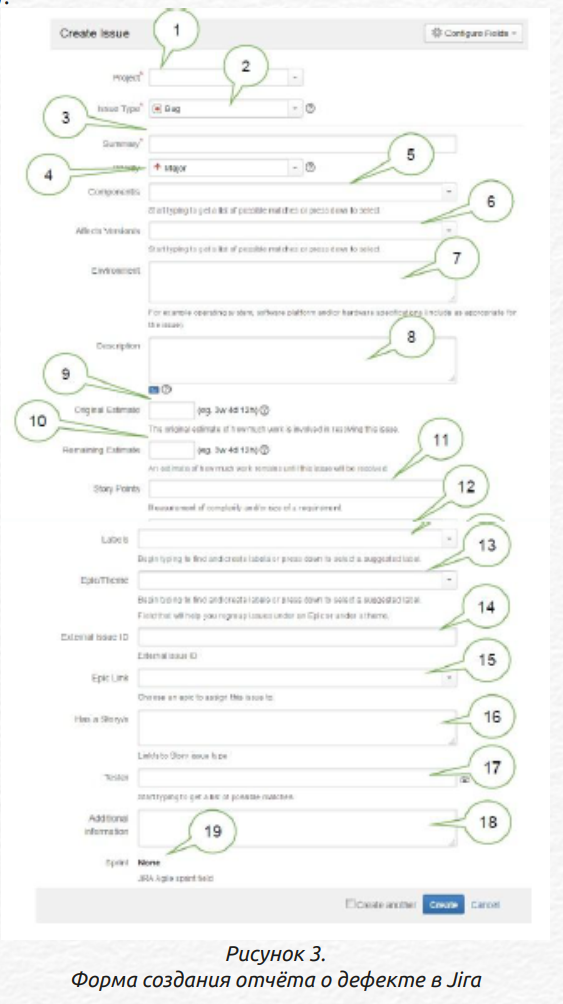 Create Issue
1
Configure Fields
Project*
2
Issue Type*
Bug
3
Summary*
5
4
Major
Component/s
Start typing to get a list of possible matches or press down to select.
6
Affects Version/s
Start typing to get a list of possible matches or press down to select.
7
Environment
For example operating system, software platform and/or hardware specifications (include as appropriate for
the issue).
Description
8
9
Original Estimate
(eg. 3w 4d 12h)
The original estimate of how much work is involved in resolving this issue.
10
Remaining Estimate
(eg. 3w 4d 12h)
An estimate of how much work remains until this issue will be resolved.
11
Story Points
Measurement of complexity and/or size of a requirement.
12
Labels
Begin typing to find and create labels or press down to select a suggested label.
13
Epic/Theme
Begin typing to find and create labels or press down to select a suggested label.
Field that will help you regroup issues under an Epic or under a theme.
14
External issue ID
External issue ID
15
Epic Link
Choose an epic to assign this issue to.
Has a Story/s
16
Links to Story issue type
17
Tester
Start typing to get a list of possible matches.
Additional
information
18
19
Sprint
None
JIRA Agile sprint field
Create another
Create
Cancel
Рисунок 3.
Форма создания отчёта о дефекте в Jira